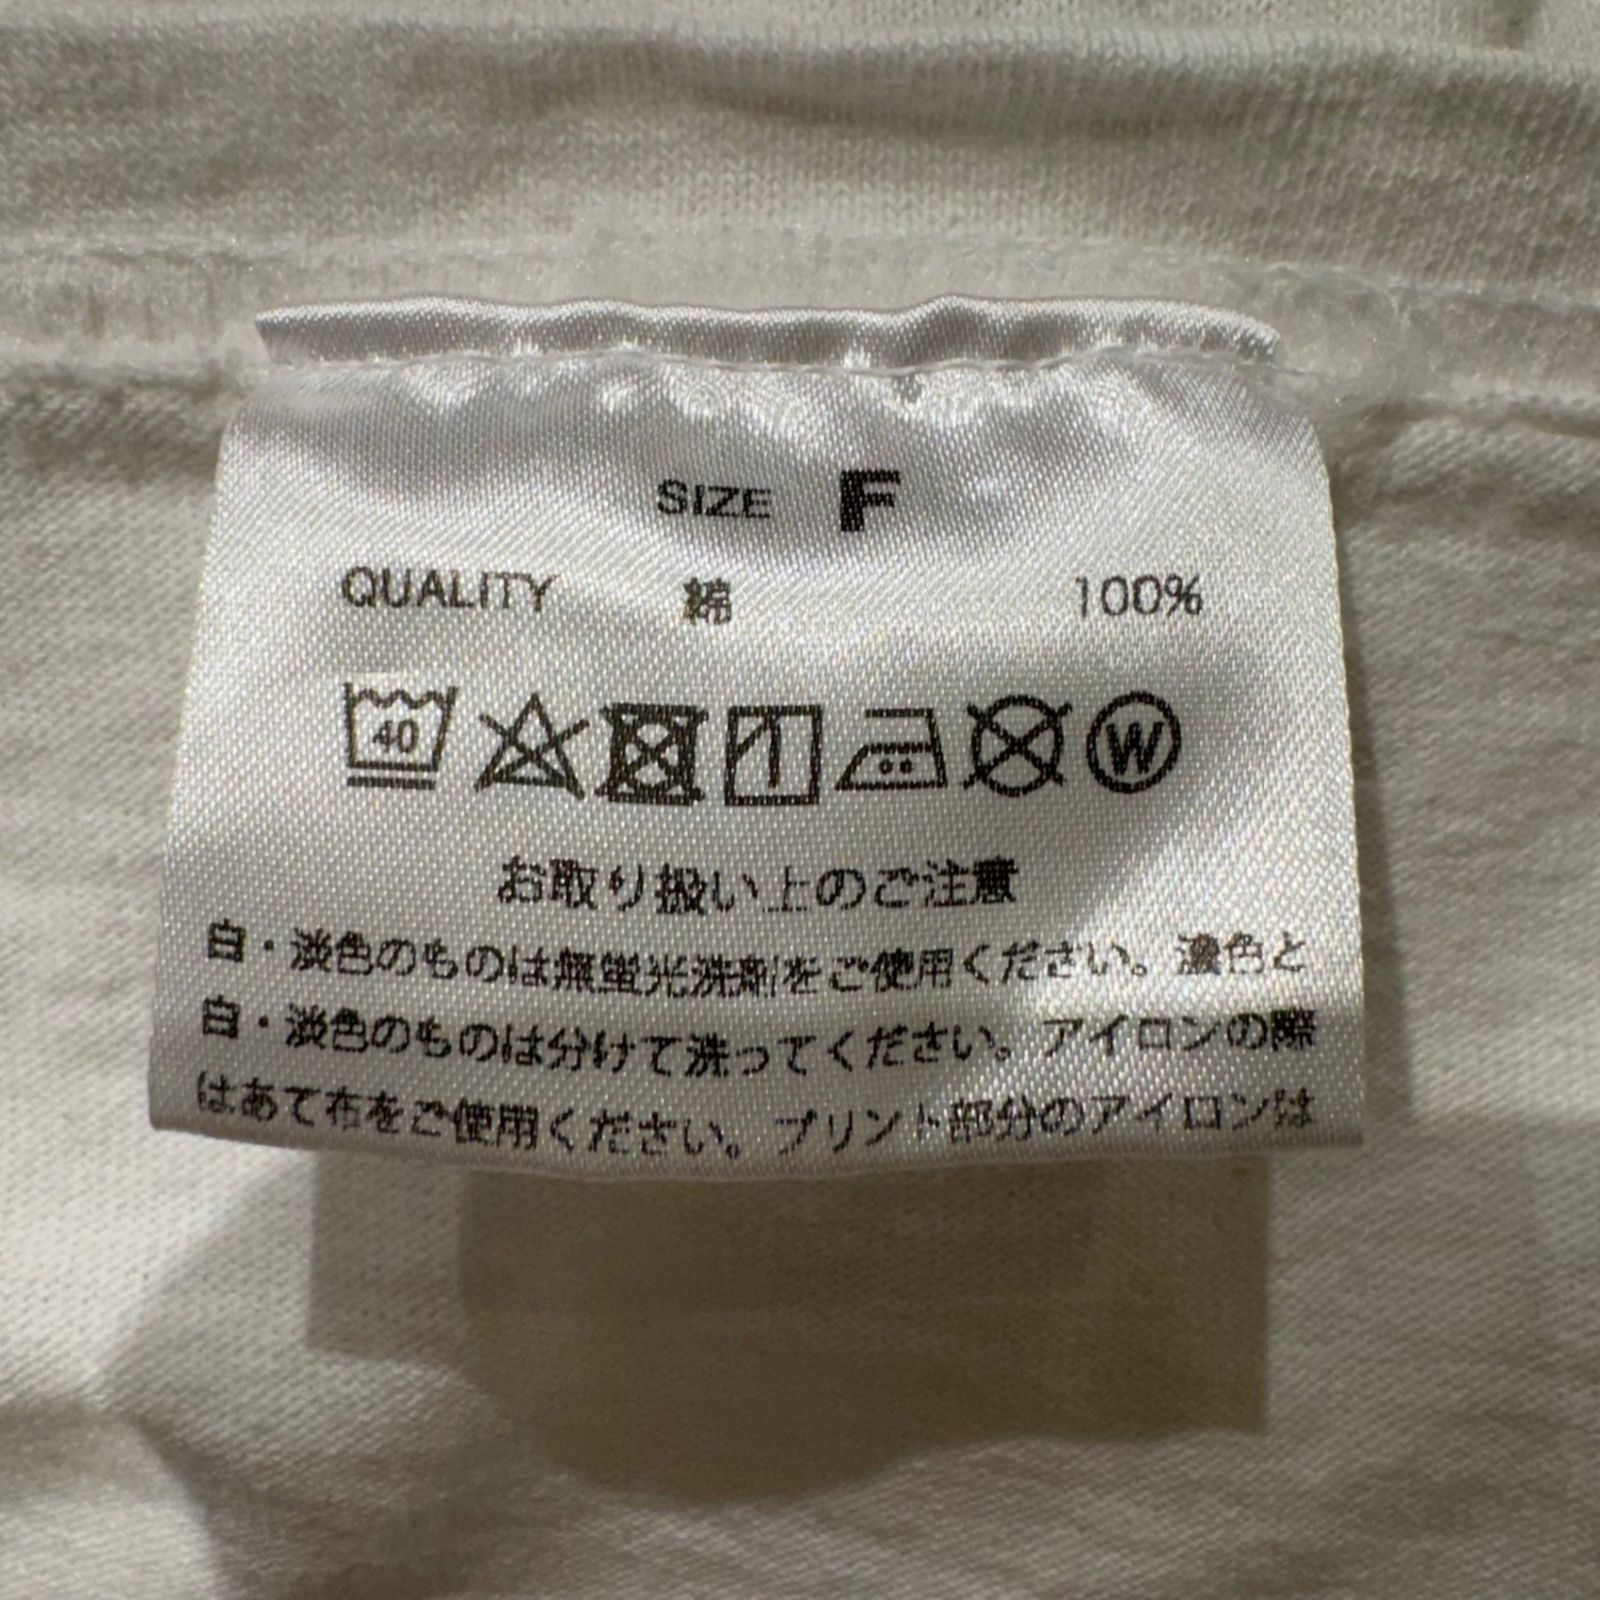 SIZE F
QUALITY 綿 100%
40 W
お取り扱い上のご注意
白・淡色のものは無蛍光洗剤をご使用ください。濃色と
白・淡色のものは分けて洗ってください。アイロンの際
はあて布をご使用ください。プリント部分のアイロンは